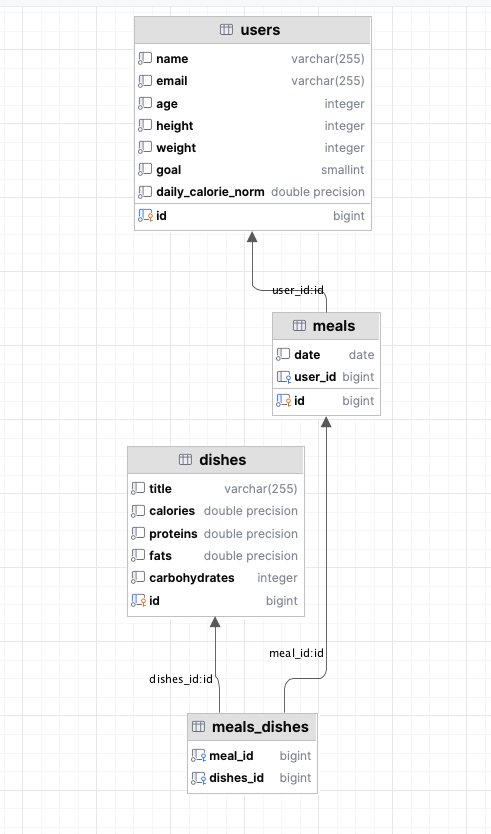 users
name varchar(255)
email varchar(255)
age integer
height integer
weight integer
goal smallint
daily_calorie_norm double precision
id bigint
user_id:id
meals
date date
user_id bigint
id bigint
dishes
title varchar(255)
calories double precision
proteins double precision
fats double precision
carbohydrates integer
id bigint
meal_id:id
dishes_id:id
meals_dishes
meal_id bigint
dishes_id bigint